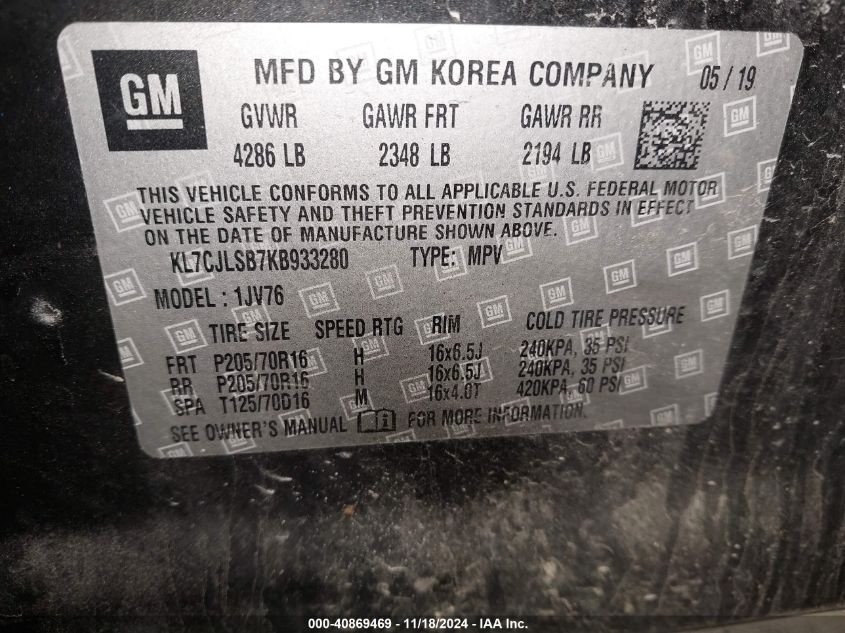 GM
MFD BY GM KOREA COMPANY 05/19
GVWR GAWR FRT GAWR RR
4286 LB 2348 LB 2194 LB
THIS VEHICLE CONFORMS TO ALL APPLICABLE U.S. FEDERAL MOTOR
VEHICLE SAFETY AND THEFT PREVENTION STANDARDS IN EFFECT
ON THE DATE OF MANUFACTURE SHOWN ABOVE.
KL7CJLSB7KB933280 TYPE: MPV
MODEL : 1JV76
TIRE SIZE SPEED RTG RIM COLD TIRE PRESSURE
FRT P205/70R16 H 16x6.5J 240KPA, 35 PSI
RR P205/70R16 H 16x6.5J 240KPA, 35 PSI
SPA T125/70D16 M 16x4.0T 420KPA, 60 PSI
SEE OWNER'S MANUAL FOR MORE INFORMATION.
000-40869469 - 11/18/2024 - IAA Inc.